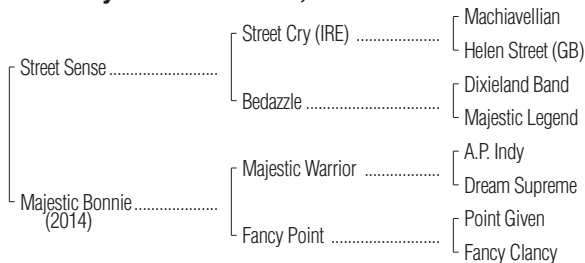 Machiavellian
Street Cry (IRE) ..................
Helen Street (GB)
Street Sense ........................
Dixieland Band
Bedazzle ...............................
Majestic Legend
A.P. Indy
Majestic Warrior ................
Dream Supreme
Majestic Bonnie ..................
(2014)
Point Given
Fancy Point ........................
Fancy Clancy